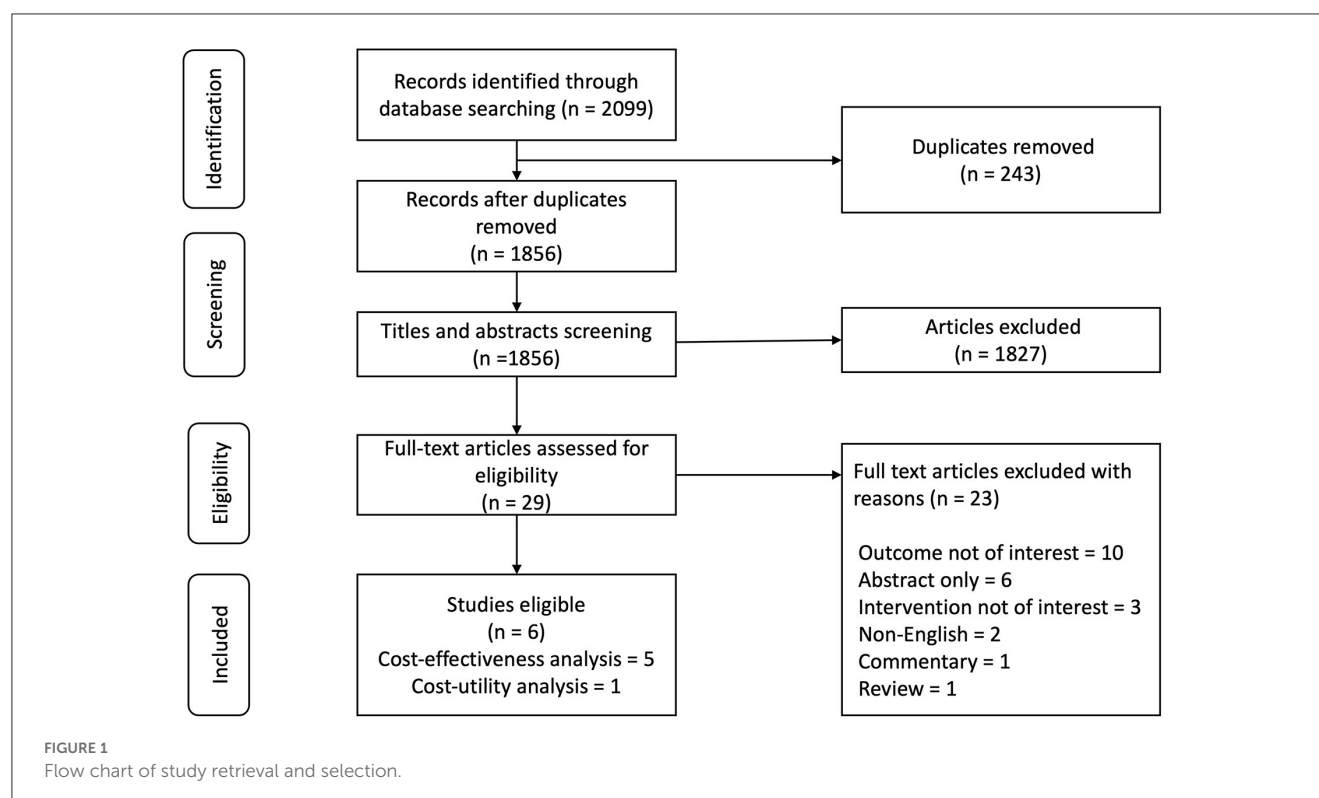 Identification
Records identified through
database searching (n = 2099)
Duplicates removed
(n = 243)
Records after duplicates
removed
(n = 1856)
Screening
Titles and abstracts screening
(n =1856)
Articles excluded
(n = 1827)
Eligibility
Full-text articles assessed for
eligibility
(n = 29)
Full text articles excluded with
reasons (n = 23)
Outcome not of interest = 10
Abstract only = 6
Intervention not of interest = 3
Non-English = 2
Commentary = 1
Review = 1
Included
Studies eligible
(n = 6)
Cost-effectiveness analysis = 5
Cost-utility analysis = 1
FIGURE 1
Flow chart of study retrieval and selection.